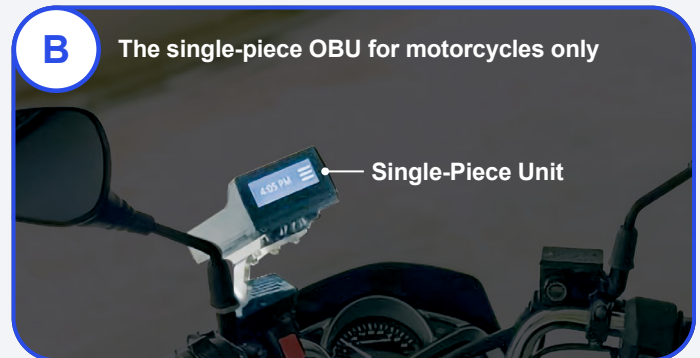 B
The single-piece OBU for motorcycles only
4:05 PM
Single-Piece Unit